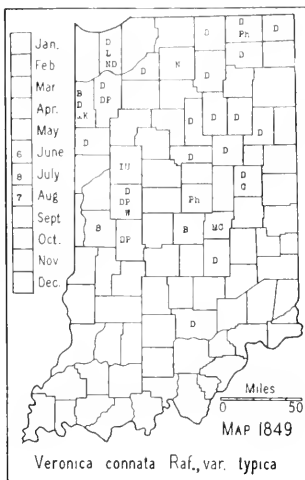 Jan.
Feb
Mar
Apr.
May
6 June
8 July
7 Aug
Sept
Oct.
Nov
Dec.
D
L
ND
D
N
D
D
Ph
D
D
D
B
D
D
DP
D
D
D
D
D
D
IU
D
DP
W
Ph
D
C
B
DP
B
MC
D
D
Miles
0 50
MAP 1849
Veronica connata Raf., var. typica